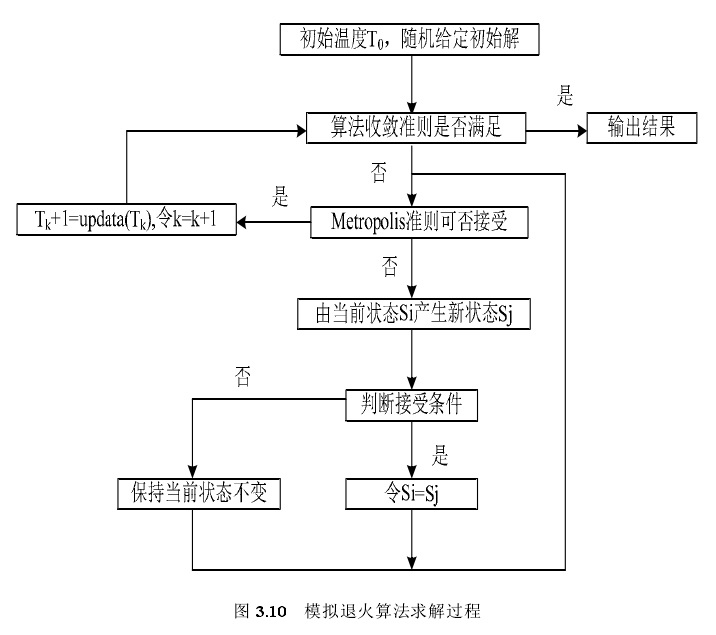 初始温度T₀，随机给定初始解
是
算法收敛准则是否满足
输出结果
否
是
Tk+1=updata(Tk),令k=k+1
Metropolis准则可否接受
否
由当前状态Si产生新状态Sj
否
判断接受条件
是
保持当前状态不变
令Si=Sj
图 3.10 模拟退火算法求解过程